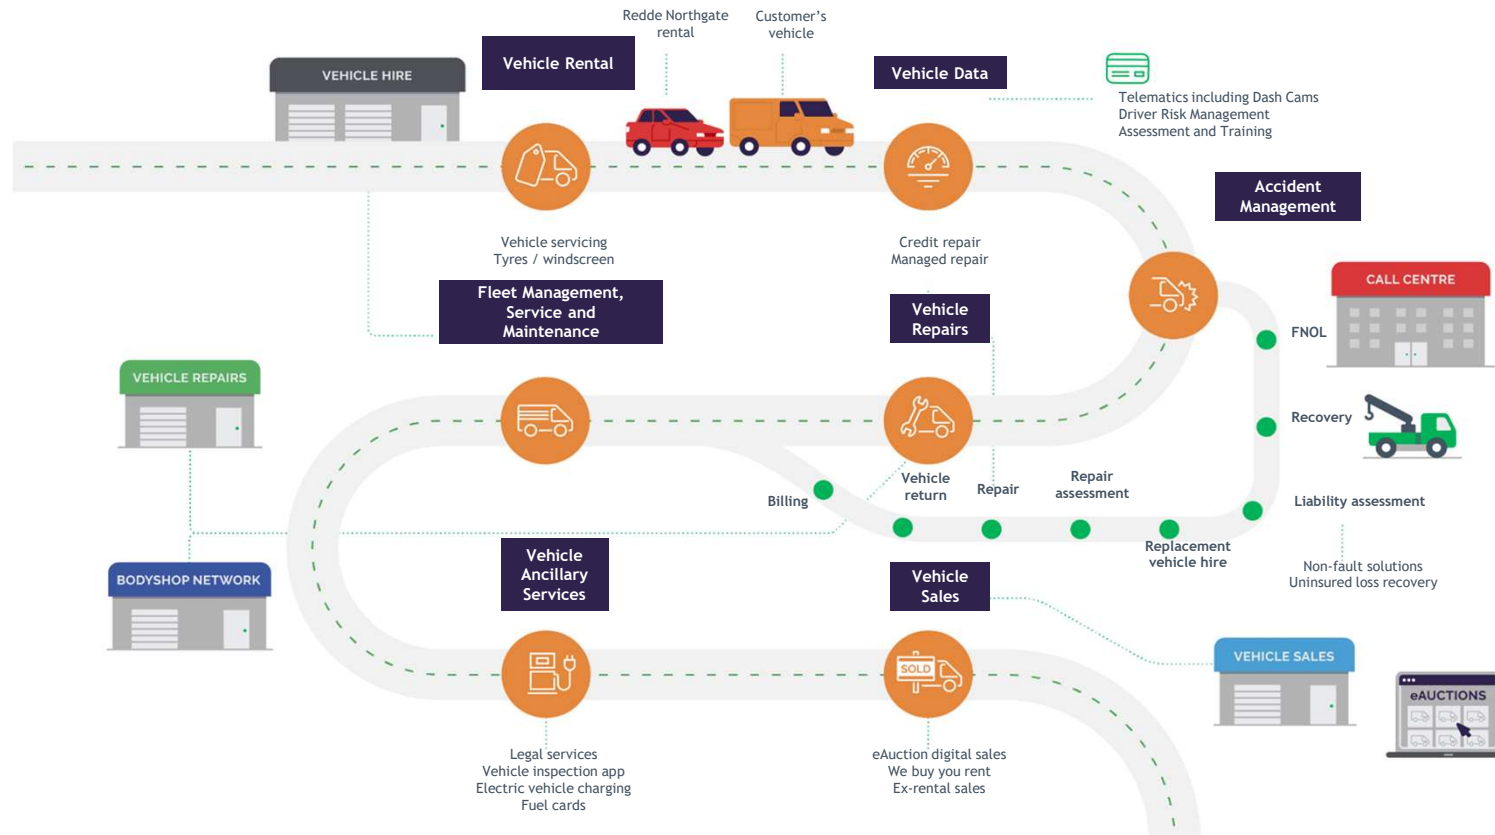 Redde Northgate
rental
Customer’s
vehicle
VEHICLE HIRE
Vehicle Rental
Vehicle Data
Telematics including Dash Cams
Driver Risk Management
Assessment and Training
Accident
Management
Vehicle servicing
Tyres / windscreen
Credit repair
Managed repair
Fleet Management,
Service and
Maintenance
Vehicle
Repairs
CALL CENTRE
FNOL
VEHICLE REPAIRS
Recovery
Billing
Vehicle
return
Repair
Repair
assessment
Liability assessment
Replacement
vehicle hire
Non-fault solutions
Uninsured loss recovery
BODYSHOP NETWORK
Vehicle
Ancillary
Services
Vehicle
Sales
VEHICLE SALES
SOLD
eAUCTIONS
Legal services
Vehicle inspection app
Electric vehicle charging
Fuel cards
eAuction digital sales
We buy you rent
Ex-rental sales